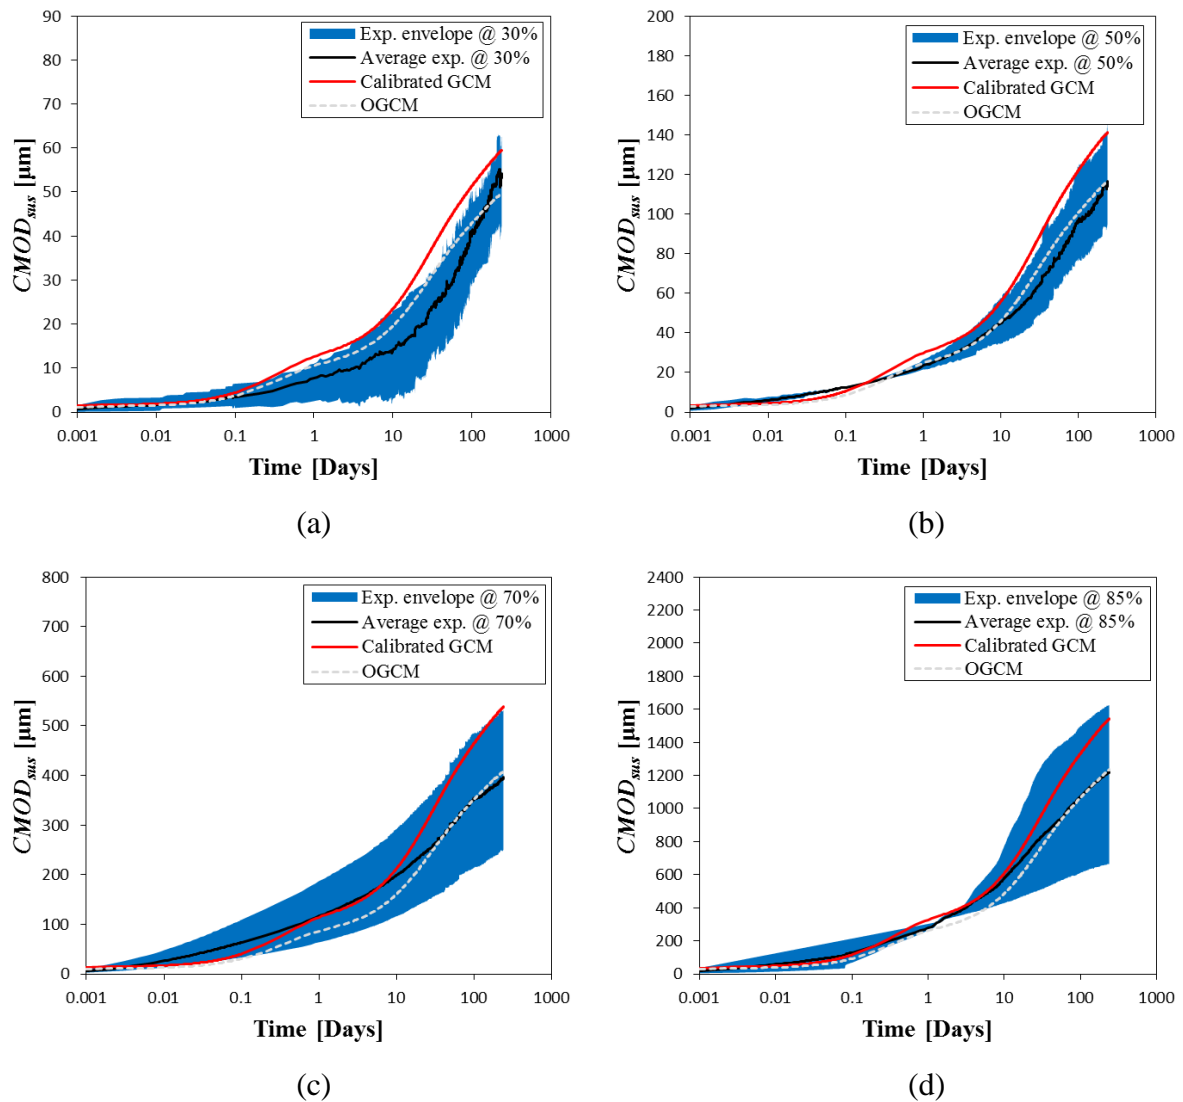 90
80
70
60
50
40
30
20
10
0
CMODsus [µm]
Exp. envelope @ 30%
Average exp. @ 30%
Calibrated GCM
OGCM
0.001 0.01 0.1 1 10 100 1000
Time [Days]
(a)
200
180
160
140
120
100
80
60
40
20
0
CMODsus [µm]
Exp. envelope @ 50%
Average exp. @ 50%
Calibrated GCM
OGCM
0.001 0.01 0.1 1 10 100 1000
Time [Days]
(b)
800
700
600
500
400
300
200
100
0
CMODsus [µm]
Exp. envelope @ 70%
Average exp. @ 70%
Calibrated GCM
OGCM
0.001 0.01 0.1 1 10 100 1000
Time [Days]
(c)
2400
2200
2000
1800
1600
1400
1200
1000
800
600
400
200
0
CMODsus [µm]
Exp. envelope @ 85%
Average exp. @ 85%
Calibrated GCM
OGCM
0.001 0.01 0.1 1 10 100 1000
Time [Days]
(d)